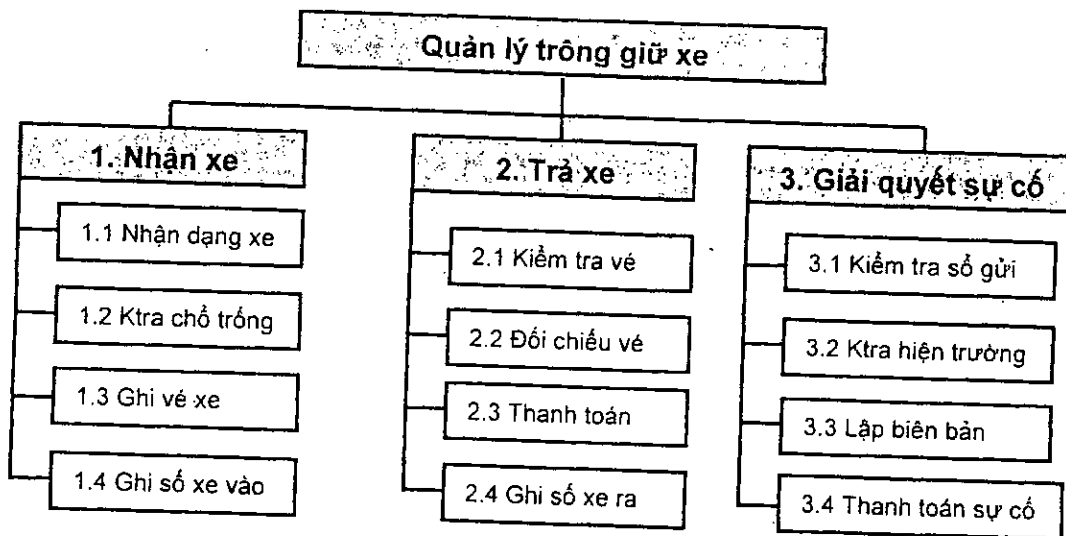 Quản lý trông giữ xe
1. Nhận xe
1.1 Nhận dạng xe
1.2 Ktra chổ trống
1.3 Ghi vé xe
1.4 Ghi số xe vào
2. Trả xe
2.1 Kiểm tra vé
2.2 Đối chiếu vé
2.3 Thanh toán
2.4 Ghi số xe ra
3. Giải quyết sự cố
3.1 Kiểm tra sổ gửi
3.2 Ktra hiện trường
3.3 Lập biên bản
3.4 Thanh toán sự cố